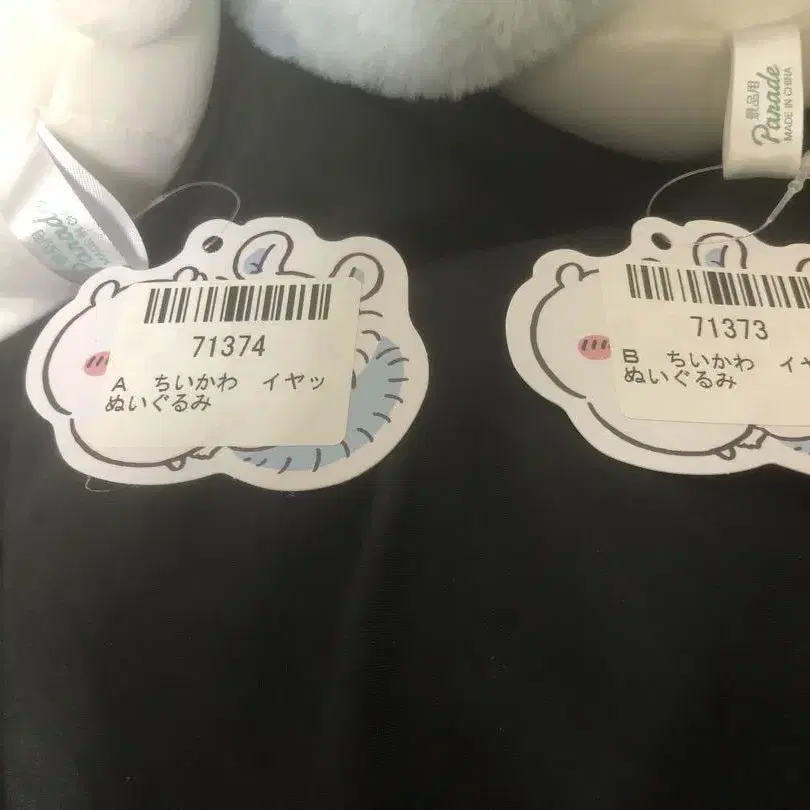 71374
A ちいかわ イヤッ
ぬいぐるみ
71373
B ちいかわ イヤ
ぬいぐるみ
景品用
Parade
MADE IN CHINA